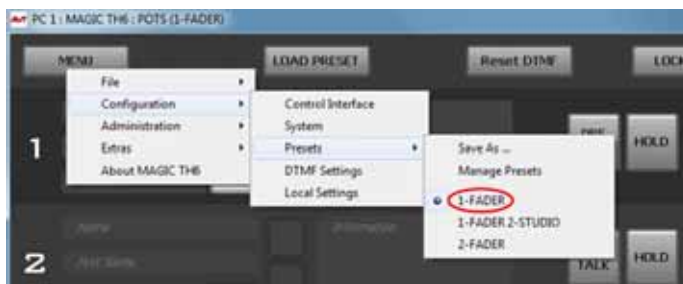 PC 1 : MAGIC TH6 : POTS (1-FADER)
MENU LOAD PRESET Reset DTMF LOCK
File
Configuration
Administration
Extras
About MAGIC TH6
Control Interface
System
Presets
DTMF Settings
Local Settings
Save As ...
Manage Presets
1-FADER
1-FADER 2-STUDIO
2-FADER
1 HOLD
2 TALK HOLD